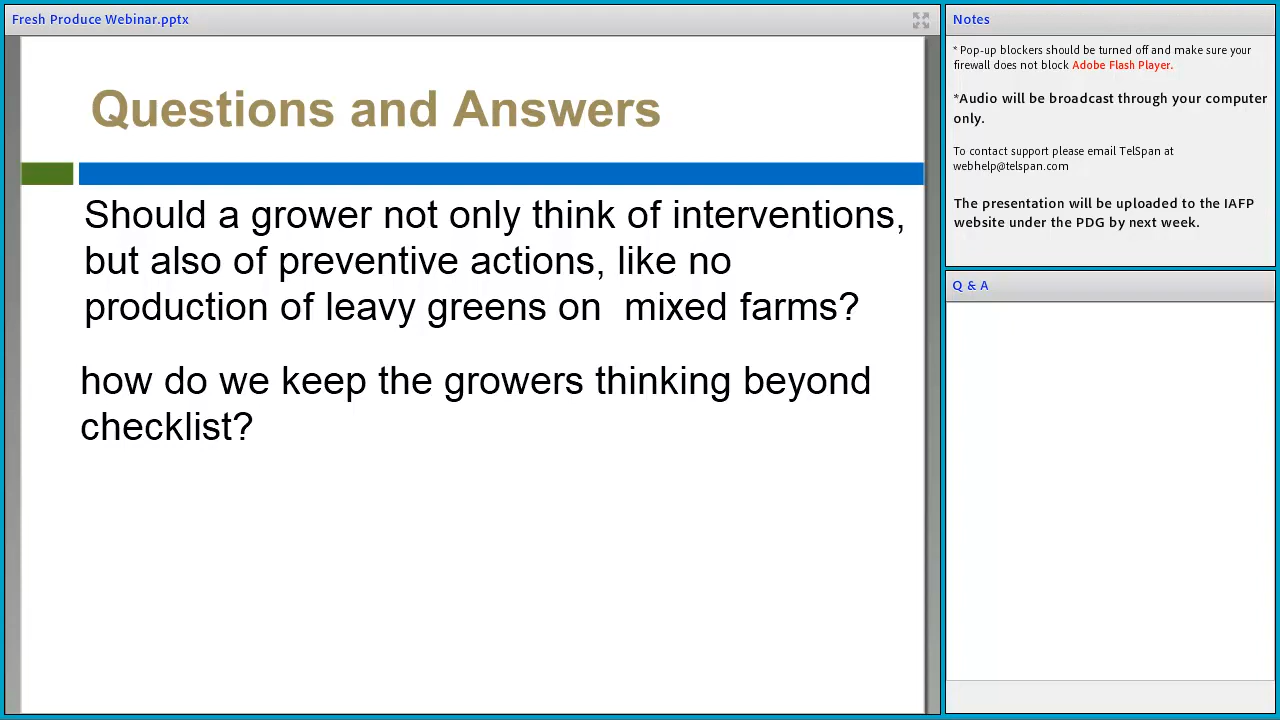 Fresh Produce Webinar.pptx
Questions and Answers
Should a grower not only think of interventions,
but also of preventive actions, like no
production of leavy greens on  mixed farms?
how do we keep the growers thinking beyond
checklist?
Notes
* Pop-up blockers should be turned off and make sure your
firewall does not block Adobe Flash Player.
*Audio will be broadcast through your computer
only.
To contact support please email TelSpan at
webhelp@telspan.com
The presentation will be uploaded to the IAFP
website under the PDG by next week.
Q & A